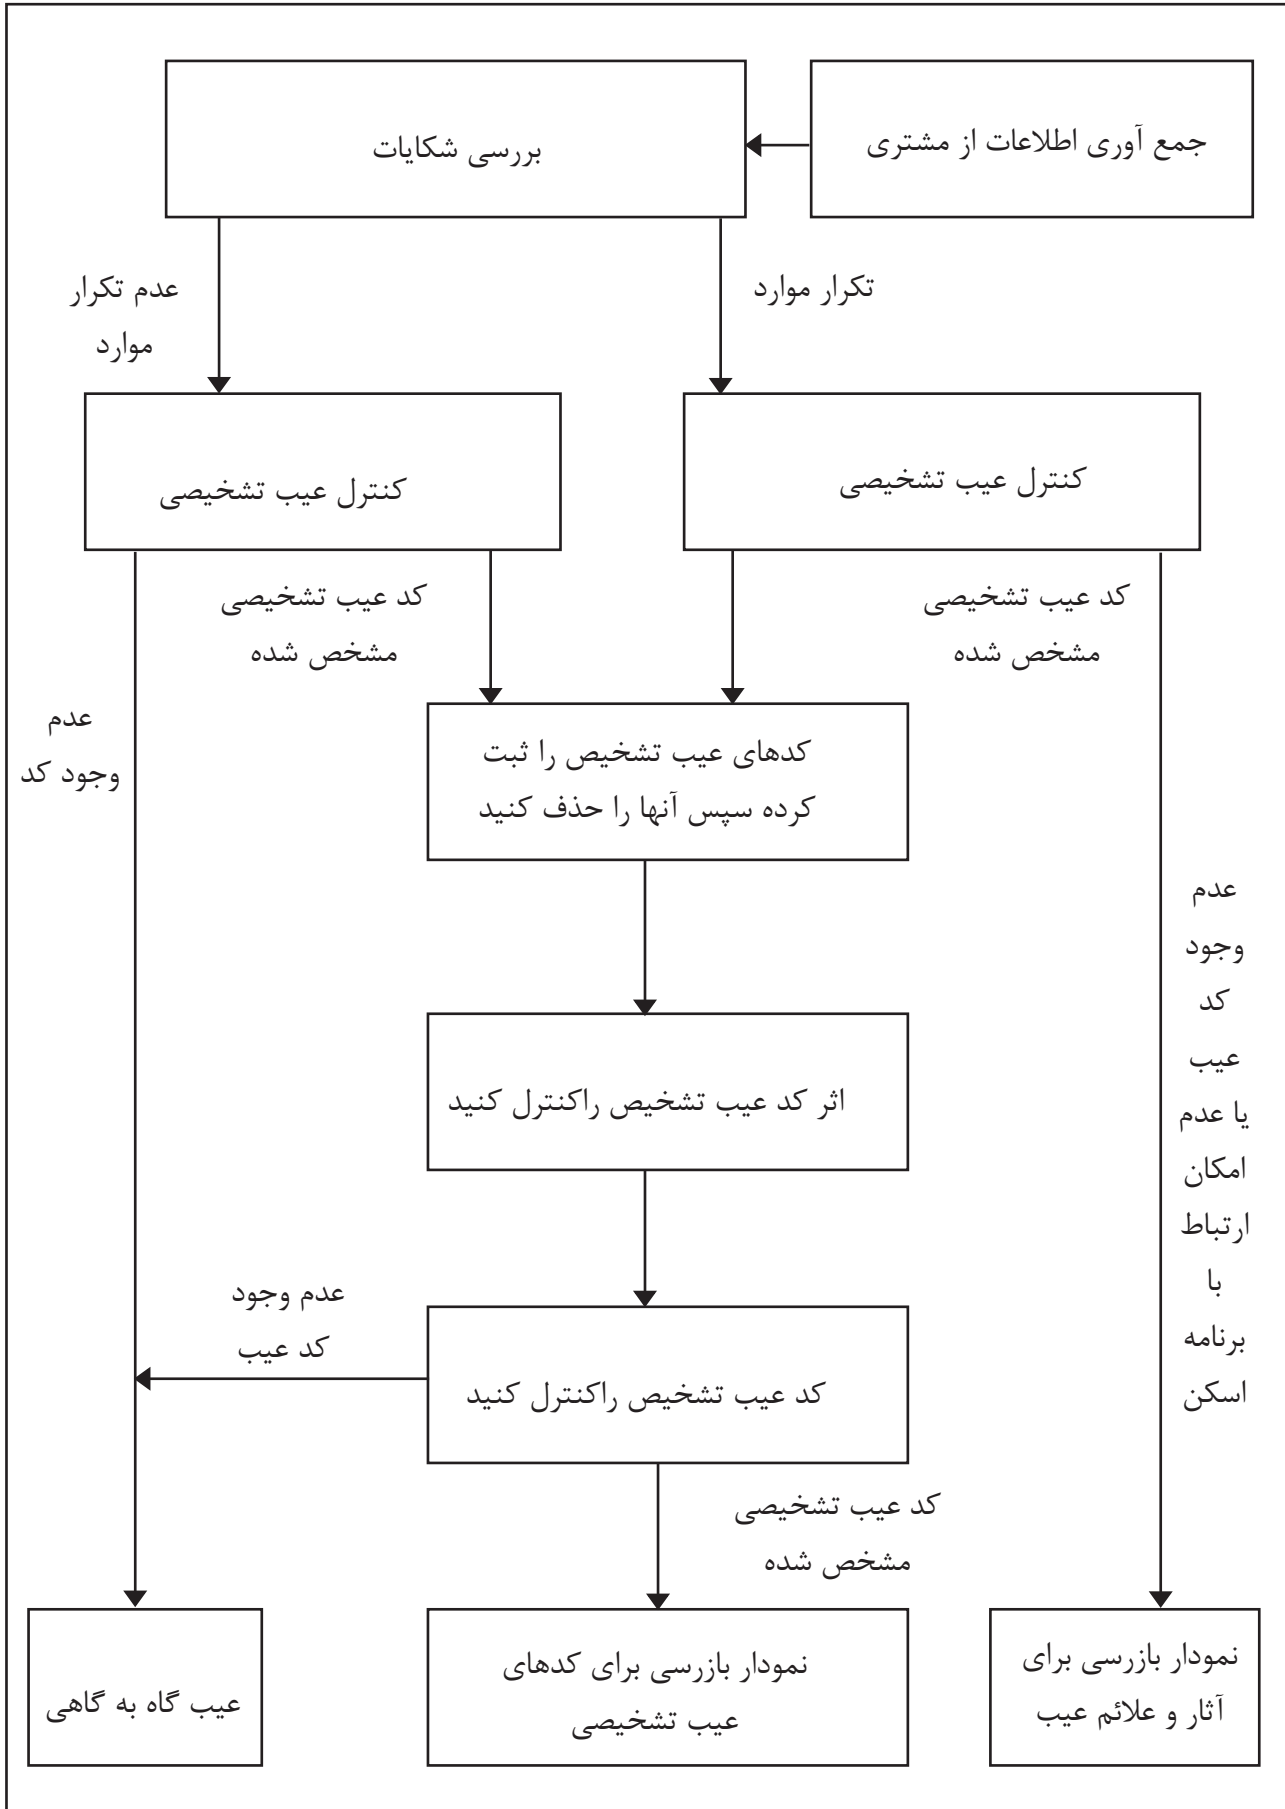 جمع آوری اطلاعات از مشتری
بررسی شکایات
تکرار موارد
عدم تکرار
موارد
کنترل عیب تشخیصی
کنترل عیب تشخیصی
کد عیب تشخیصی
مشخص شده
کد عیب تشخیصی
مشخص شده
عدم
وجود کد
کدهای عیب تشخیص را ثبت
کرده سپس آنها را حذف کنید
عدم
وجود
کد
عیب
یا عدم
امکان
ارتباط
با
برنامه
اسکن
اثر کد عیب تشخیص راکنترل کنید
عدم وجود
کد عیب
کد عیب تشخیص راکنترل کنید
کد عیب تشخیصی
مشخص شده
نمودار بازرسی برای
آثار و علائم عیب
نمودار بازرسی برای کدهای
عیب تشخیصی
عیب گاه به گاهی